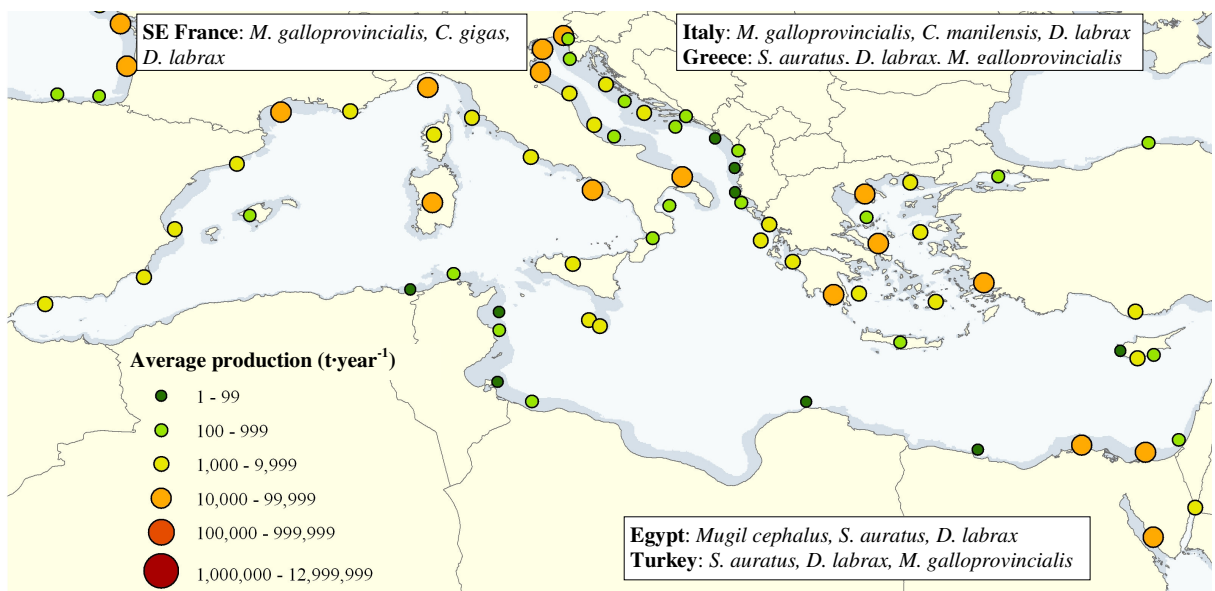 SE France: M. galloprovincialis, C. gigas,
D. labrax
Italy: M. galloprovincialis, C. manilensis, D. labrax
Greece: S. auratus, D. labrax, M. galloprovincialis
Average production (t·year⁻¹)
1 - 99
100 - 999
1,000 - 9,999
10,000 - 99,999
100,000 - 999,999
1,000,000 - 12,999,999
Egypt: Mugil cephalus, S. auratus, D. labrax
Turkey: S. auratus, D. labrax, M. galloprovincialis